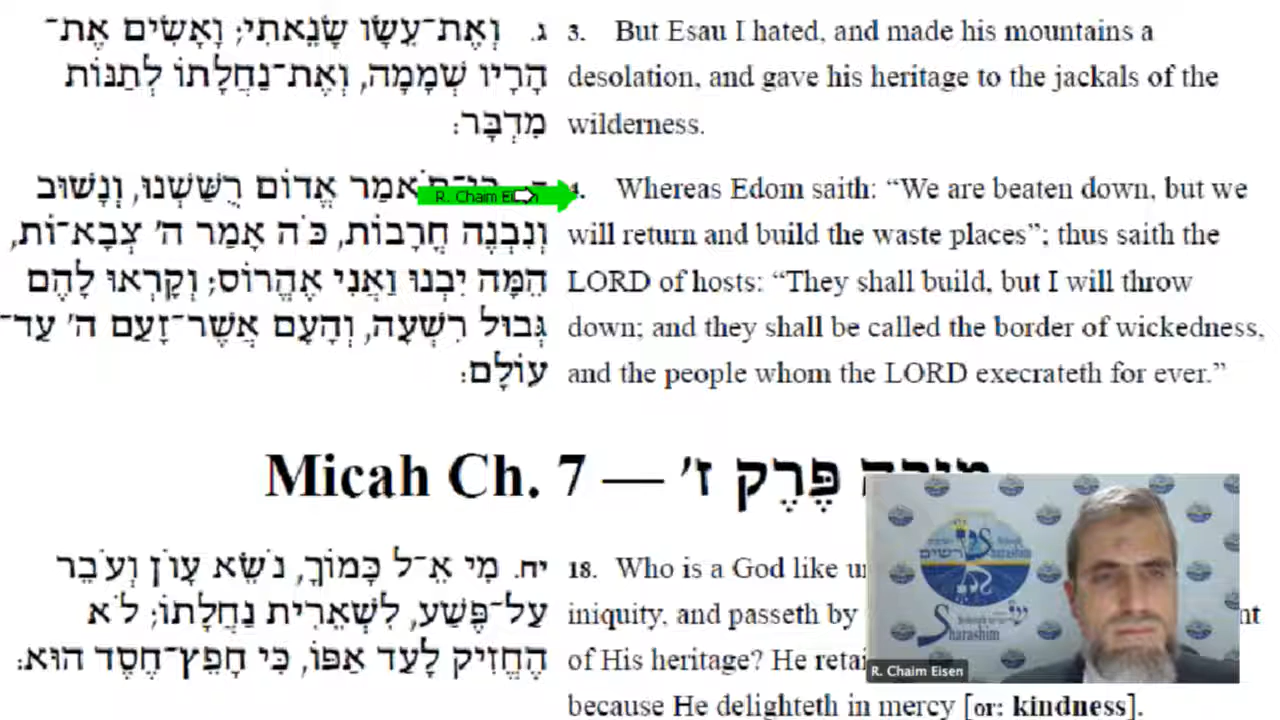 ג. וְאֶת־עֵשָׂו שָׂנֵאתִי; וָאָשִׂים אֶת־
הָרָיו שְׁמָמָה, וְאֶת־נַחֲלָתוֹ לְתַנּוֹת
מִדְבָּר:
3. But Esau I hated, and made his mountains a
desolation, and gave his heritage to the jackals of the
wilderness.
תֹאמַר אֱדוֹם רֻשַּׁשְׁנוּ, וְנָשׁוּב
וְנִבְנֶה חֳרָבוֹת, כֹּה אָמַר ה' צְבָא־וֹת,
הֵמָּה יִבְנוּ וַאֲנִי אֶהֱרוֹס; וְקָרְאוּ לָהֶם
גְּבוּל רִשְׁעָה, וְהָעָם אֲשֶׁר־זָעַם ה' עַד־
עוֹלָם:
R. Chaim Eisen
4. Whereas Edom saith: “We are beaten down, but we
will return and build the waste places”; thus saith the
LORD of hosts: “They shall build, but I will throw
down; and they shall be called the border of wickedness,
and the people whom the LORD execrateth for ever.”
Micah Ch. 7 — פֶּרֶק ז'
יח. מִי אֵ־ל כָּמוֹךָ, נֹשֵׂא עָוֹן וְעֹבֵר
עַל־פֶּשַׁע, לִשְׁאֵרִית נַחֲלָתוֹ; לֹא
הֶחֱזִיק לָעַד אַפּוֹ, כִּי חָפֵץ־חֶסֶד הוּא:
18. Who is a God like
iniquity, and passeth by
of His heritage? He
because He delighteth in mercy [or: kindness].
שרשים
Sharashim
Sharashim
R. Chaim Eisen